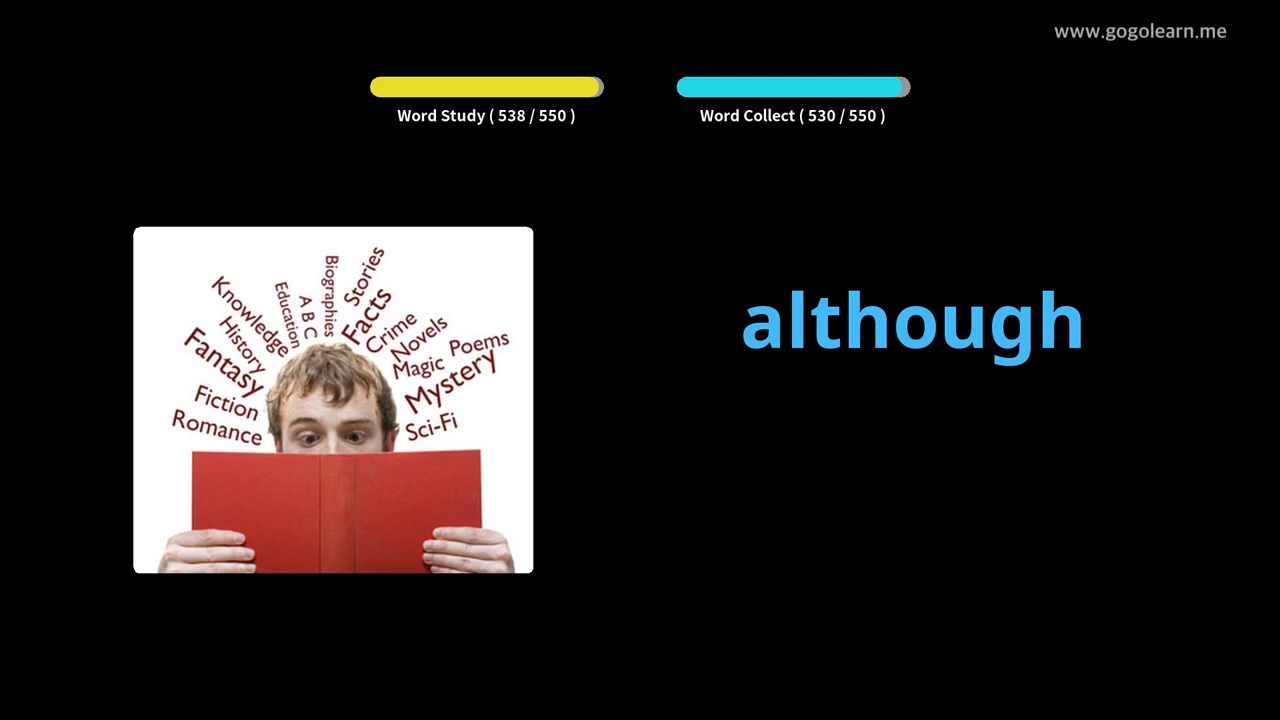 www.gogolearn.me
Word Study ( 538 / 550 )
Word Collect ( 530 / 550 )
although
Romance
Fiction
Fantasy
History
Knowledge
Education
A B C
Biographies
Stories
Facts
Crime
Novels
Magic
Poems
Mystery
Sci-Fi